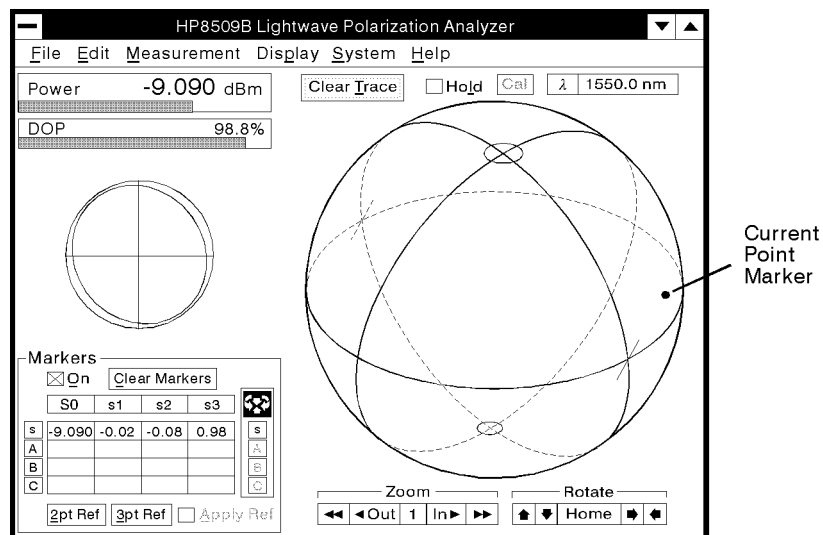 HP8509B Lightwave Polarization Analyzer
File Edit Measurement Display System Help
Power -9.090 dBm
DOP 98.8%
Clear Trace Hold Cal λ 1550.0 nm
Current
Point
Marker
Markers
On Clear Markers
S0 s1 s2 s3
s -9.090 -0.02 -0.08 0.98 s
A A
B B
C C
2pt Ref 3pt Ref Apply Ref
Zoom
Out 1 In
Rotate
Home